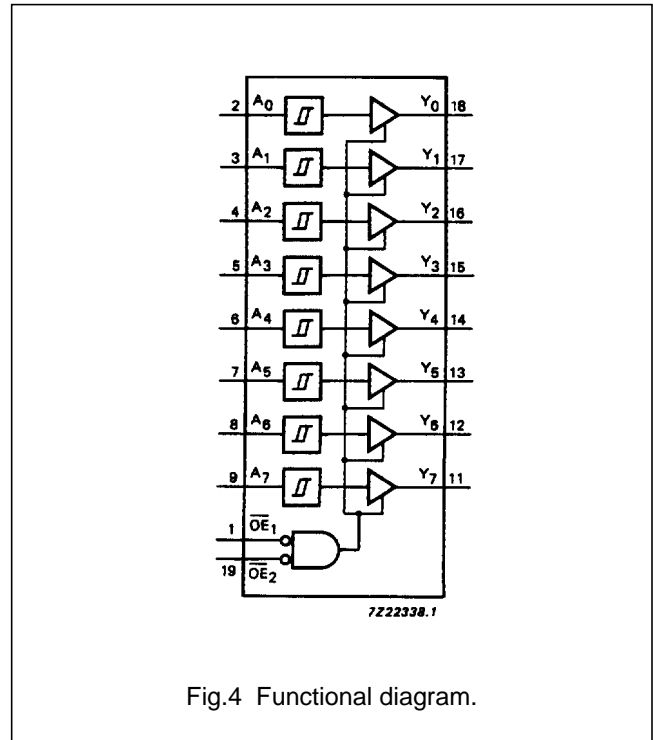 2 A0 Y0 18
3 A1 Y1 17
4 A2 Y2 16
5 A3 Y3 15
6 A4 Y4 14
7 A5 Y5 13
8 A6 Y6 12
9 A7 Y7 11
1 OE1
19 OE2
7Z22338.1
Fig.4 Functional diagram.